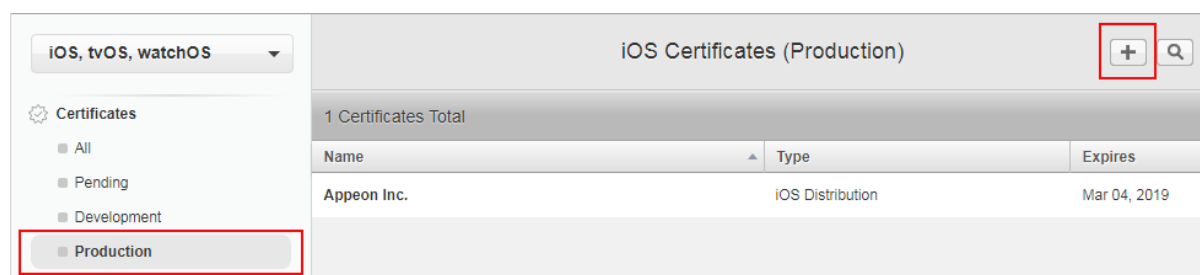 iOS, tvOS, watchOS
iOS Certificates (Production)
Certificates
All
Pending
Development
Production
1 Certificates Total
Name Type Expires
Appeon Inc. iOS Distribution Mar 04, 2019